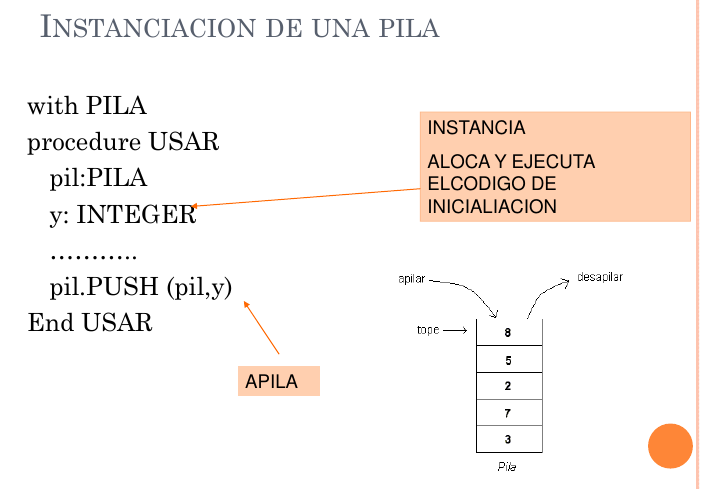 INSTANCIACION DE UNA PILA
with PILA
procedure USAR
pil:PILA
y: INTEGER
...........
pil.PUSH (pil,y)
End USAR
INSTANCIA
ALOCA Y EJECUTA
ELCODIGO DE
INICIALIACION
APILA
apilar
desapilar
tope
8
5
2
7
3
Pila